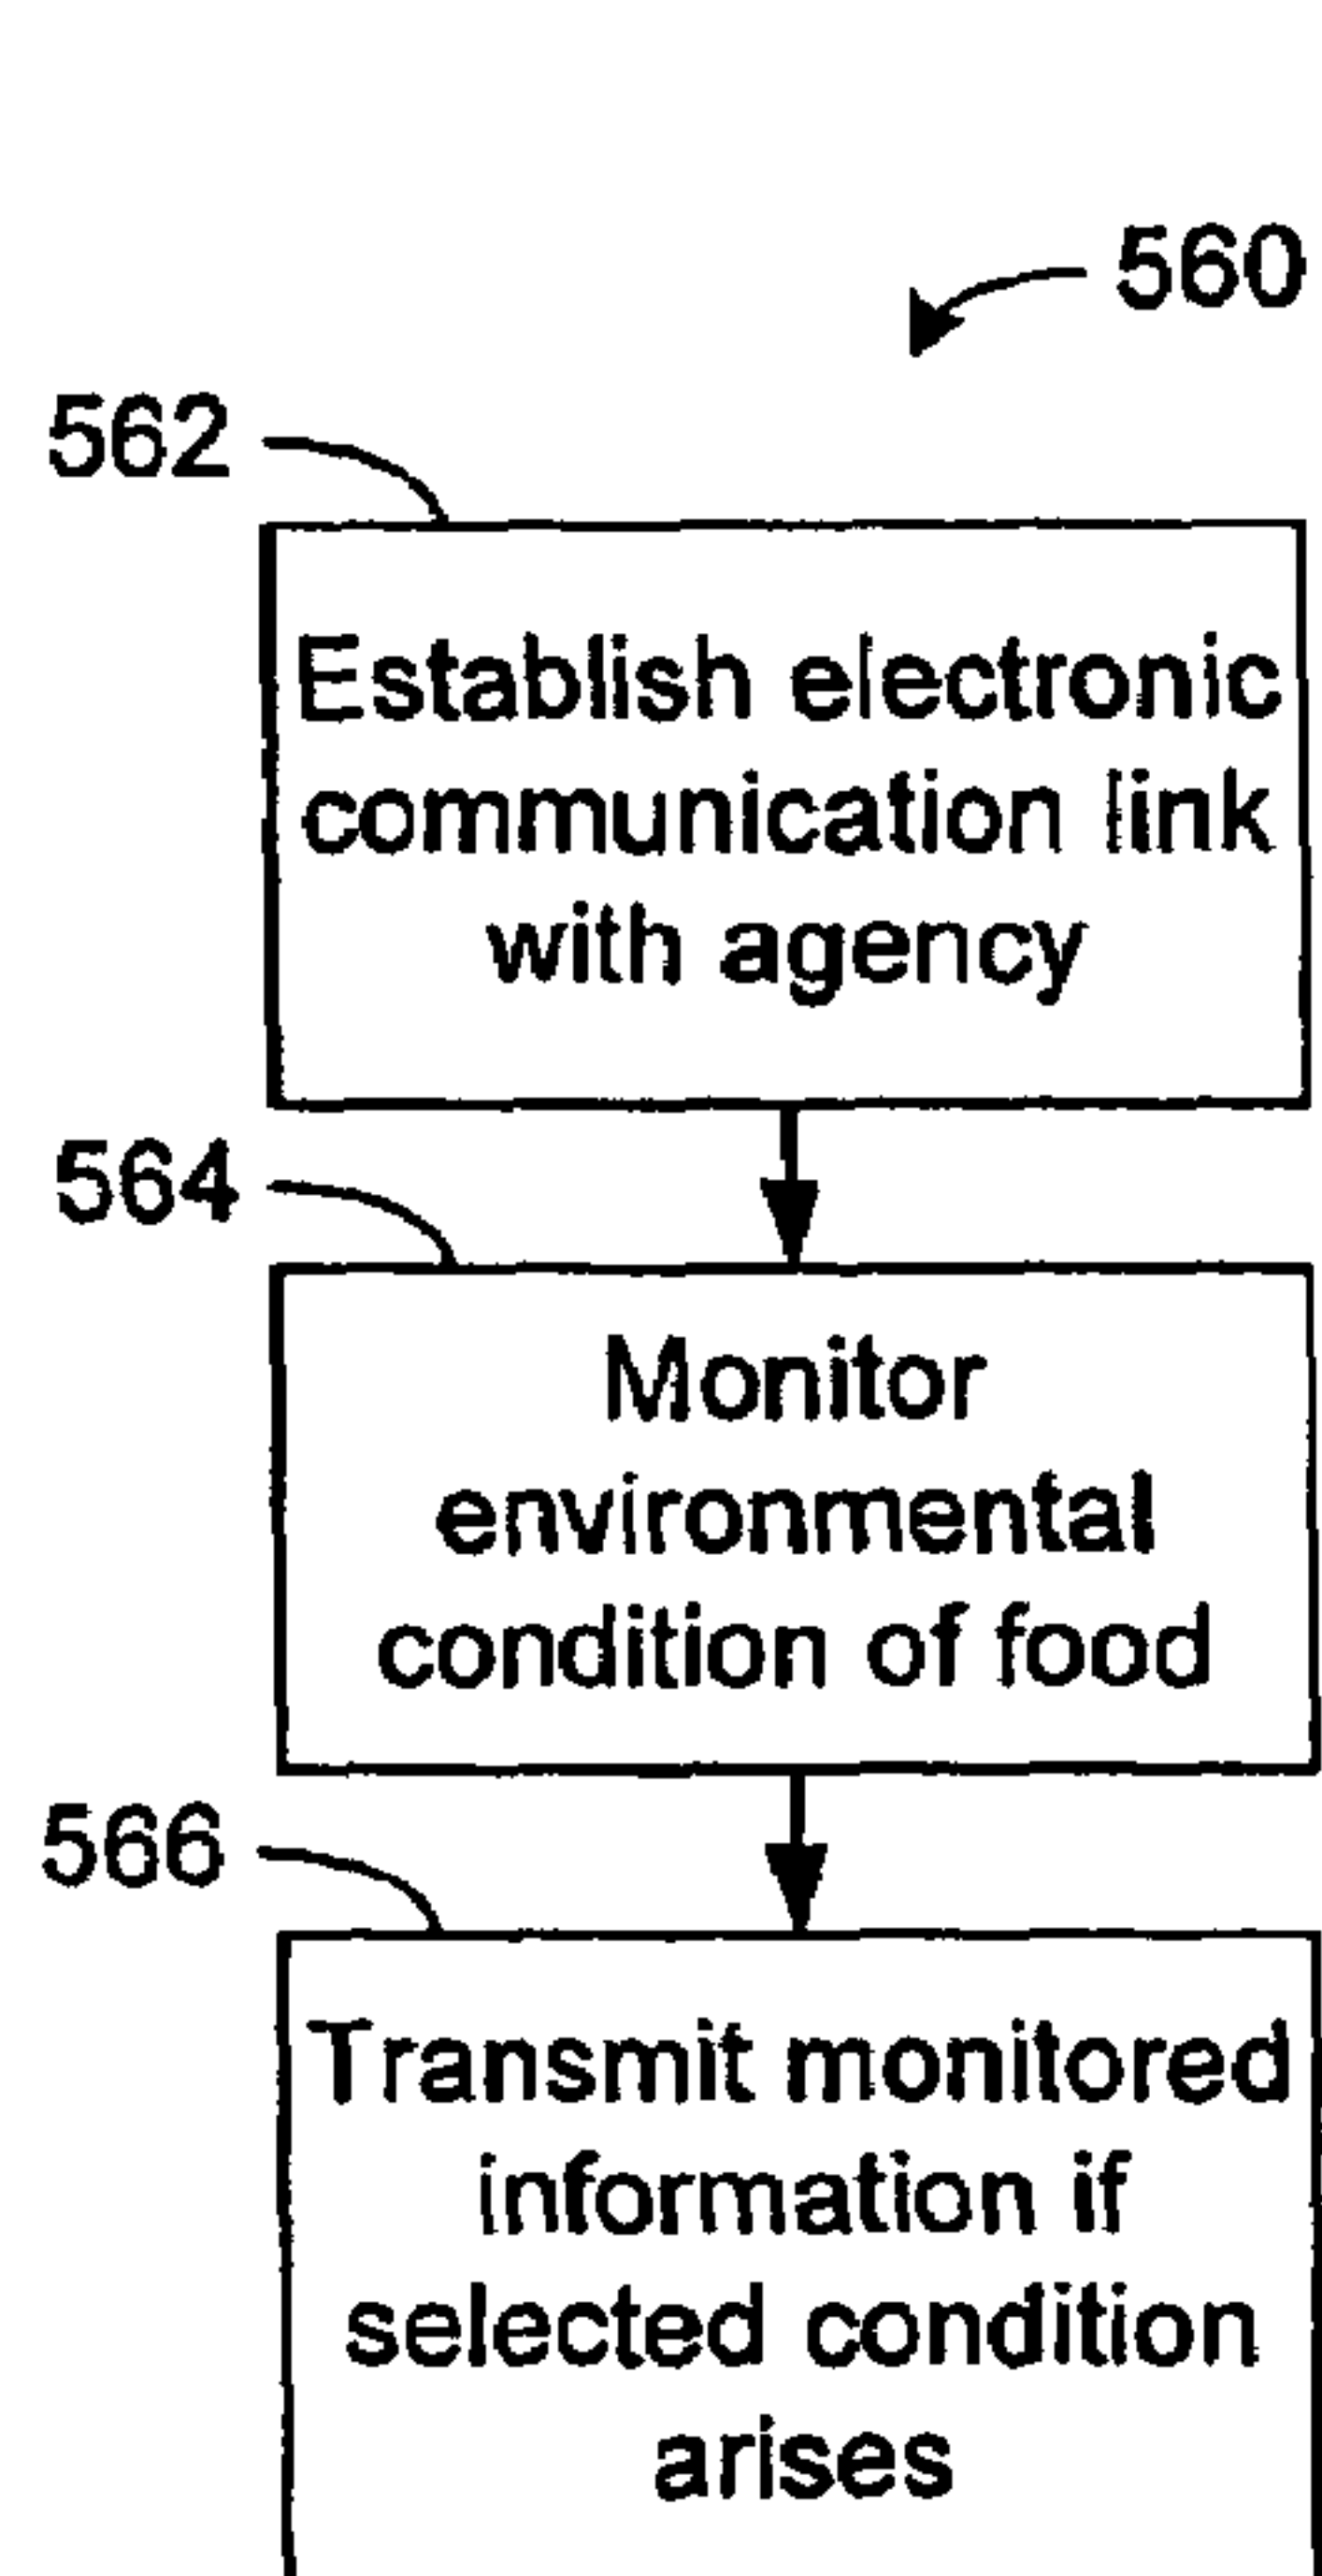 560
562
Establish electronic
communication link
with agency
564
Monitor
environmental
condition of food
566
Transmit monitored
information if
selected condition
arises